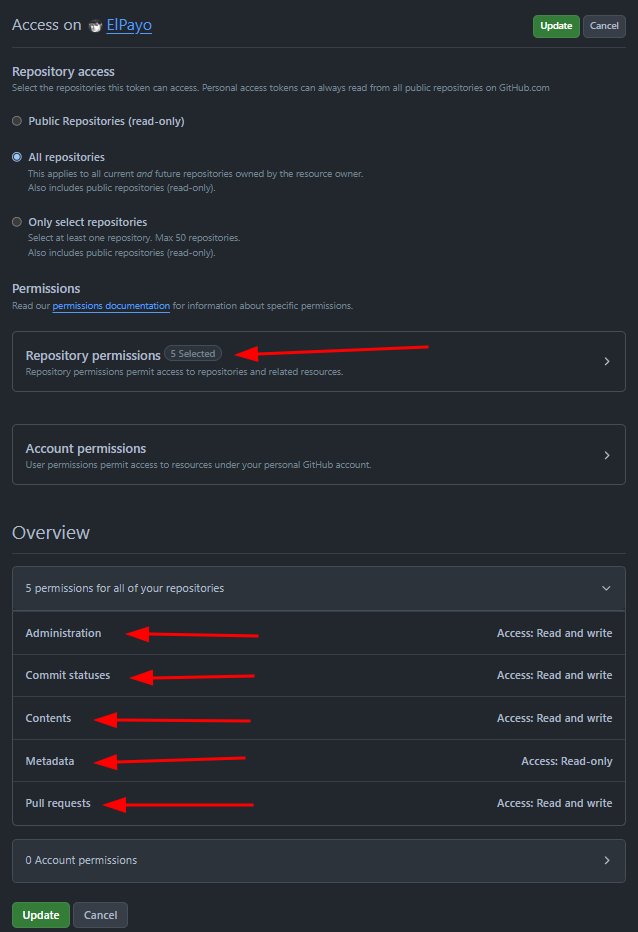 Access on ElPayo
Update Cancel
Repository access
Select the repositories this token can access. Personal access tokens can always read from all public repositories on GitHub.com
Public Repositories (read-only)
All repositories
This applies to all current and future repositories owned by the resource owner.
Also includes public repositories (read-only).
Only select repositories
Select at least one repository. Max 50 repositories.
Also includes public repositories (read-only).
Permissions
Read our permissions documentation for information about specific permissions.
Repository permissions 5 Selected
Repository permissions permit access to repositories and related resources.
Account permissions
User permissions permit access to resources under your personal GitHub account.
Overview
5 permissions for all of your repositories
Administration Access: Read and write
Commit statuses Access: Read and write
Contents Access: Read and write
Metadata Access: Read-only
Pull requests Access: Read and write
0 Account permissions
Update Cancel